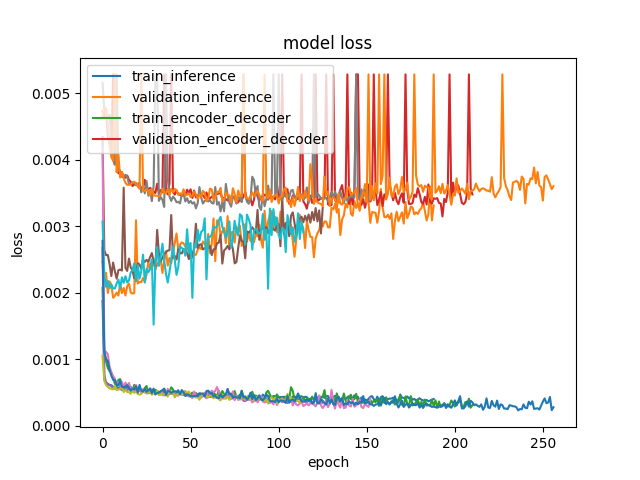 model loss
train_inference
validation_inference
train_encoder_decoder
validation_encoder_decoder
0.005
0.004
0.003
0.002
0.001
0.000
loss
0 50 100 150 200 250
epoch